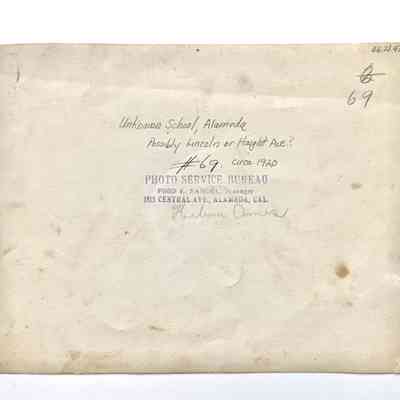 69
Unknown School, Alameda
Possibly Lincoln or Haight Ave?
#69. circa 1920
PHOTO SERVICE BUREAU
Manager
CENTRAL AVE., ALAMEDA, CAL.